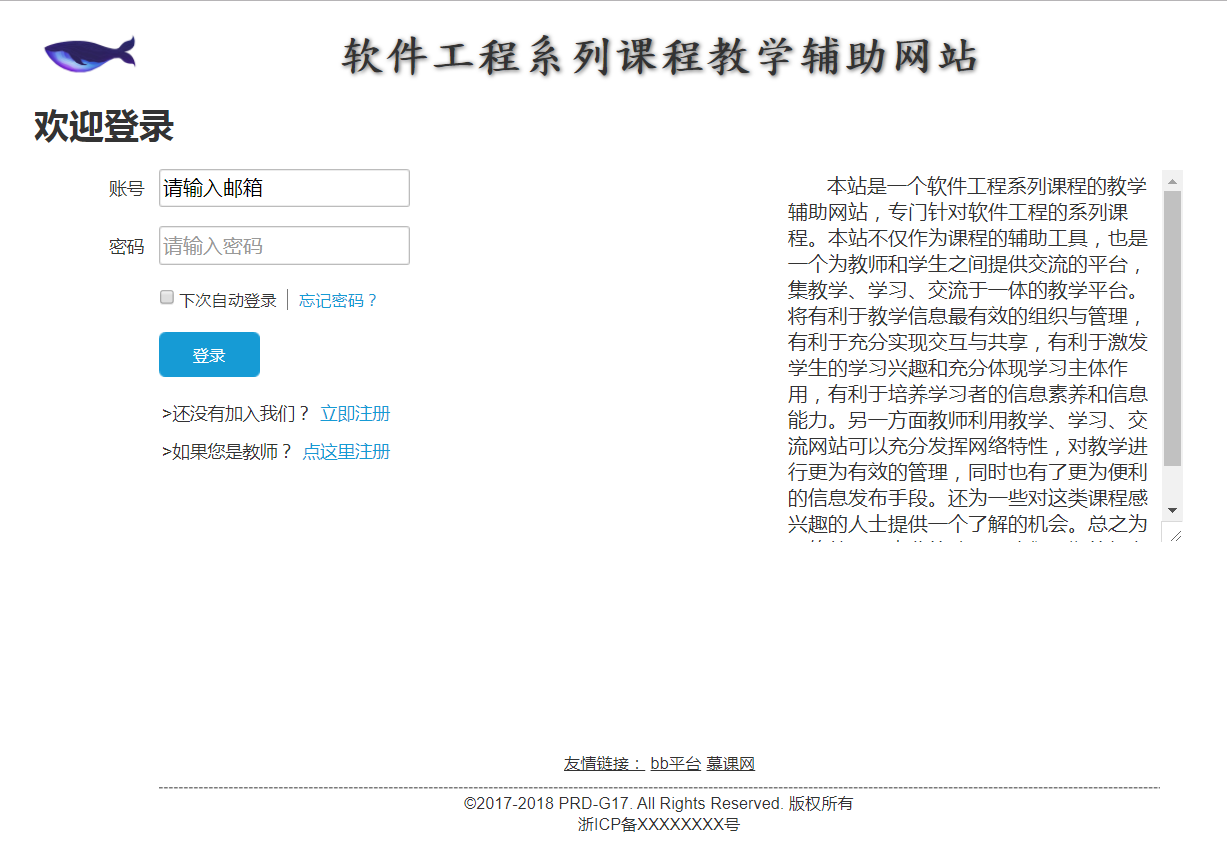 软件工程系列课程教学辅助网站
欢迎登录
账号 请输入邮箱
密码 请输入密码
下次自动登录 忘记密码？
登录
>还没有加入我们？ 立即注册
>如果您是教师？ 点这里注册
本站是一个软件工程系列课程的教学
辅助网站，专门针对软件工程的系列课
程。本站不仅作为课程的辅助工具，也是
一个为教师和学生之间提供交流的平台，
集教学、学习、交流于一体的教学平台。
将有利于教学信息最有效的组织与管理，
有利于充分实现交互与共享，有利于激发
学生的学习兴趣和充分体现学习主体作
用，有利于培养学习者的信息素养和信息
能力。另一方面教师利用教学、学习、交
流网站可以充分发挥网络特性，对教学进
行更为有效的管理，同时也有了更为便利
的信息发布手段。还为一些对这类课程感
兴趣的人士提供一个了解的机会。总之为
友情链接： bb平台 慕课网
©2017-2018 PRD-G17. All Rights Reserved. 版权所有
浙ICP备XXXXXXXX号